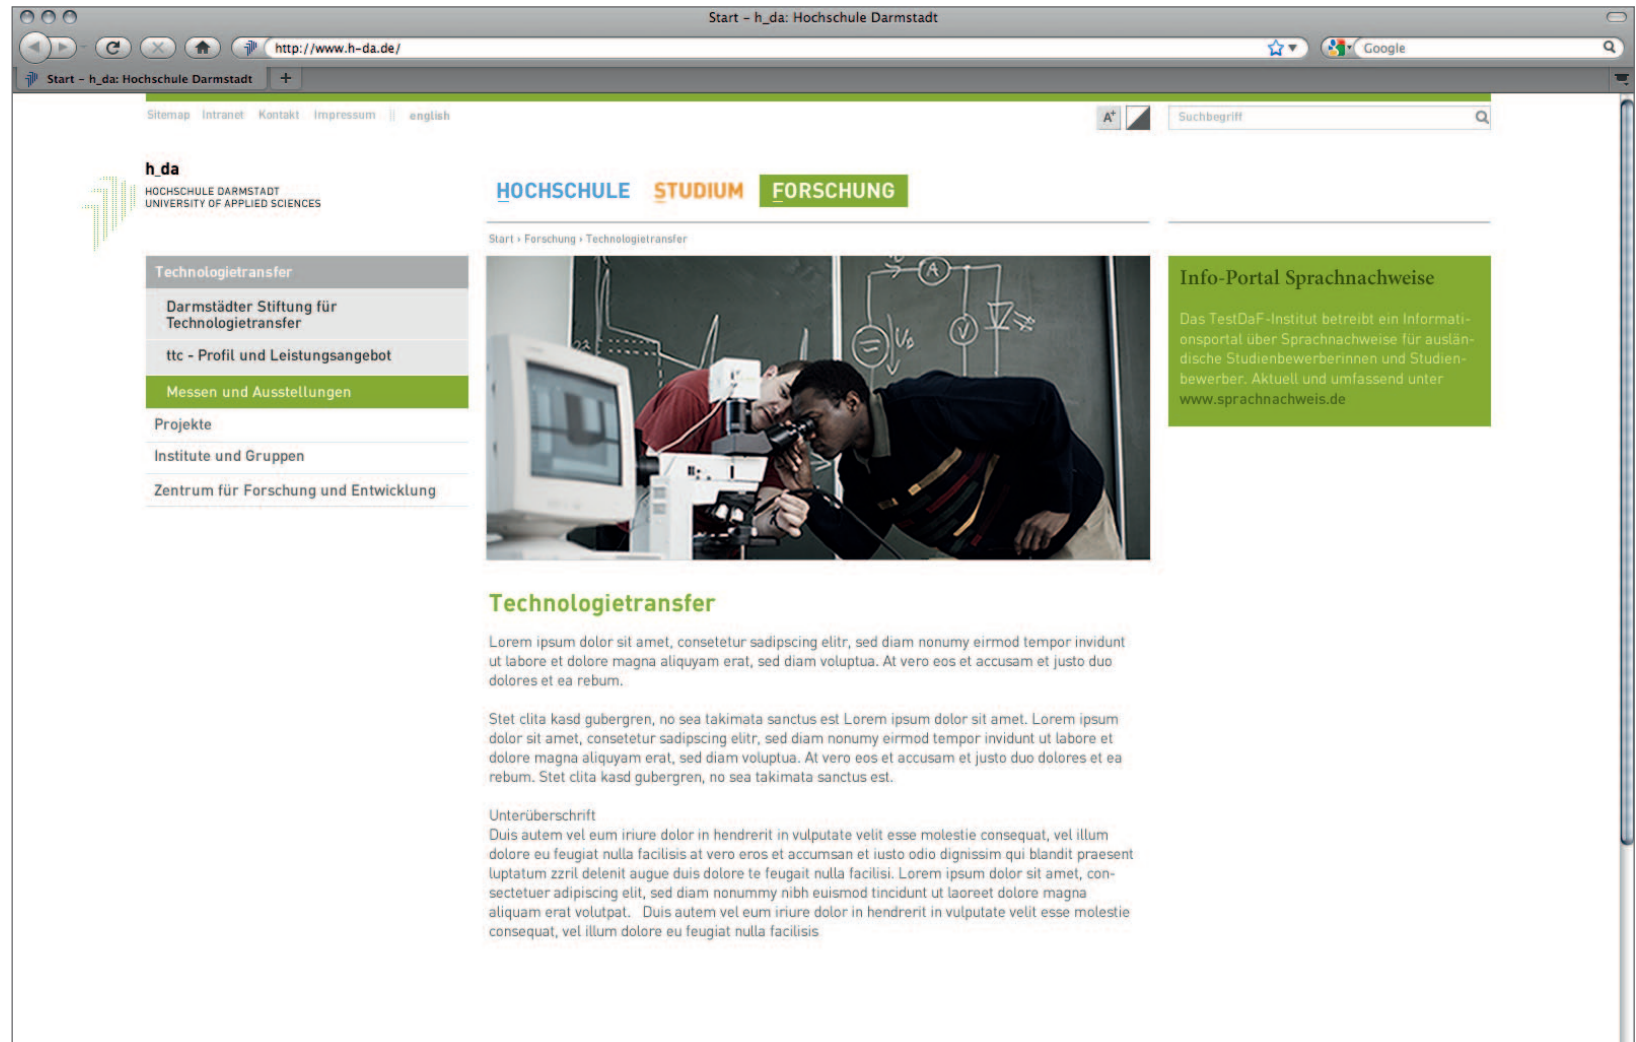 Start – h_da: Hochschule Darmstadt
http://www.h-da.de/
Google
Start – h_da: Hochschule Darmstadt
+
Sitemap Intranet Kontakt Impressum || english
A+
Suchbegriff
h_da
HOCHSCHULE DARMSTADT
UNIVERSITY OF APPLIED SCIENCES
HOCHSCHULE STUDIUM FORSCHUNG
Start › Forschung › Technologietransfer
Technologietransfer
Darmstädter Stiftung für
Technologietransfer
ttc - Profil und Leistungsangebot
Messen und Ausstellungen
Projekte
Institute und Gruppen
Zentrum für Forschung und Entwicklung
A
V
Info-Portal Sprachnachweise
Das TestDaF-Institut betreibt ein Informati-
onsportal über Sprachnachweise für auslän-
dische Studienbewerberinnen und Studien-
bewerber. Aktuell und umfassend unter
www.sprachnachweis.de
Technologietransfer
Lorem ipsum dolor sit amet, consetetur sadipscing elitr, sed diam nonumy eirmod tempor invidunt
ut labore et dolore magna aliquyam erat, sed diam voluptua. At vero eos et accusam et justo duo
dolores et ea rebum.
Stet clita kasd gubergren, no sea takimata sanctus est Lorem ipsum dolor sit amet. Lorem ipsum
dolor sit amet, consetetur sadipscing elitr, sed diam nonumy eirmod tempor invidunt ut labore et
dolore magna aliquyam erat, sed diam voluptua. At vero eos et accusam et justo duo dolores et ea
rebum. Stet clita kasd gubergren, no sea takimata sanctus est.
Unterüberschrift
Duis autem vel eum iriure dolor in hendrerit in vulputate velit esse molestie consequat, vel illum
dolore eu feugiat nulla facilisis at vero eros et accumsan et iusto odio dignissim qui blandit praesent
luptatum zzril delenit augue duis dolore te feugait nulla facilisi. Lorem ipsum dolor sit amet, con-
sectetuer adipiscing elit, sed diam nonummy nibh euismod tincidunt ut laoreet dolore magna
aliquam erat volutpat. Duis autem vel eum iriure dolor in hendrerit in vulputate velit esse molestie
consequat, vel illum dolore eu feugiat nulla facilisis